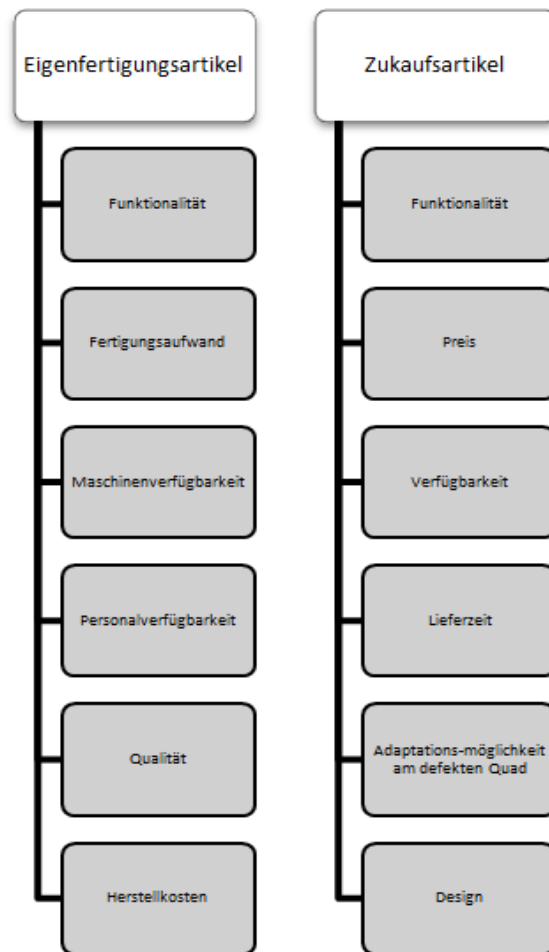 Eigenfertigungsartikel
Funktionalität
Fertigungsaufwand
Maschinenverfügbarkeit
Personalverfügbarkeit
Qualität
Herstellkosten
Zukaufsartikel
Funktionalität
Preis
Verfügbarkeit
Lieferzeit
Adaptations-möglichkeit
am defekten Quad
Design